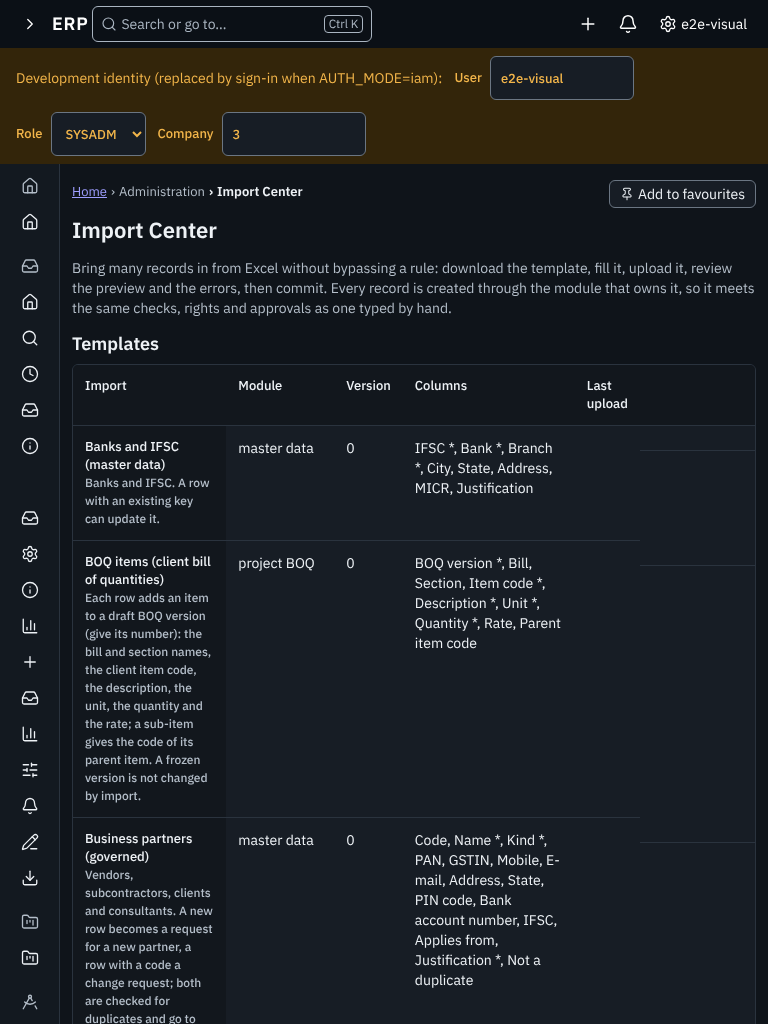 ERP
Search or go to...
Ctrl K
e2e-visual
Development identity (replaced by sign-in when AUTH_MODE=iam):
User
e2e-visual
Role
SYSADM
Company
3
Home › Administration › Import Center
Add to favourites
Import Center
Bring many records in from Excel without bypassing a rule: download the template, fill it, upload it, review
the preview and the errors, then commit. Every record is created through the module that owns it, so it meets
the same checks, rights and approvals as one typed by hand.
Templates
Import
Module
Version
Columns
Last
upload
Banks and IFSC
(master data)
Banks and IFSC. A row
with an existing key
can update it.
master data
0
IFSC *, Bank *, Branch
*, City, State, Address,
MICR, Justification
BOQ items (client bill
of quantities)
Each row adds an item
to a draft BOQ version
(give its number): the
bill and section names,
the client item code,
the description, the
unit, the quantity and
the rate; a sub-item
gives the code of its
parent item. A frozen
version is not changed
by import.
project BOQ
0
BOQ version *, Bill,
Section, Item code *,
Description *, Unit *,
Quantity *, Rate, Parent
item code
Business partners
(governed)
Vendors,
subcontractors, clients
and consultants. A new
row becomes a request
for a new partner, a
row with a code a
change request; both
are checked for
duplicates and go to
master data
0
Code, Name *, Kind *,
PAN, GSTIN, Mobile, E-
mail, Address, State,
PIN code, Bank
account number, IFSC,
Applies from,
Justification *, Not a
duplicate